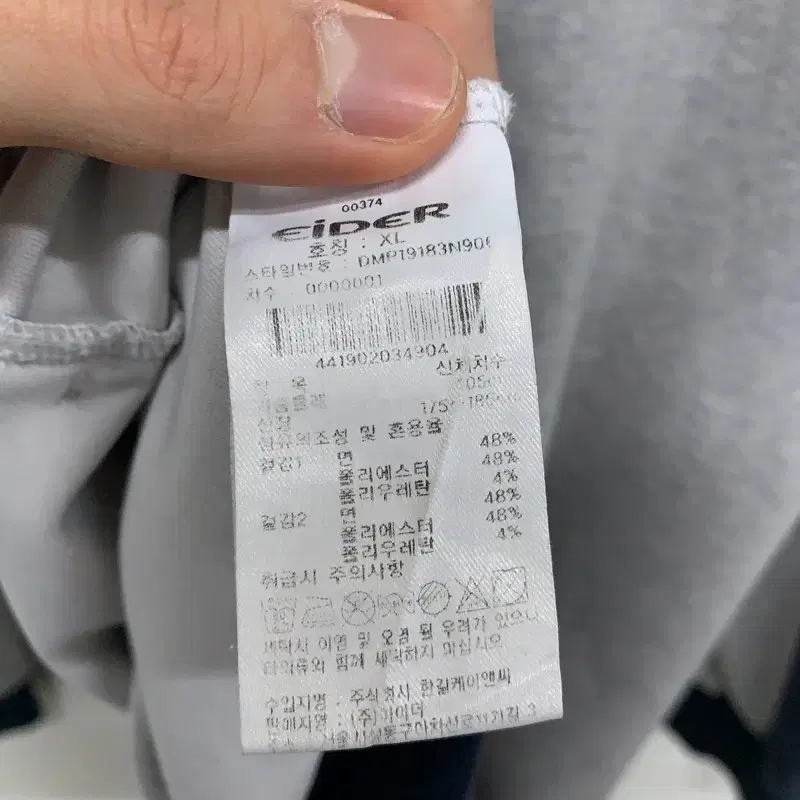 00374
EiDER
호칭 : XL
스타일번호 : DMP19183N90
차수 0000001
441902034904
신체치수
가슴둘레
신장 175~185cm
섬유의조성 및 혼용율
겉감1 면 48%
폴리에스터 48%
폴리우레탄 4%
겉감2 면 48%
폴리에스터 48%
폴리우레탄 4%
취급시 주의사항
세탁시 이염 및 오염 될 우려가 있으니
타의류와 함께 세탁하지 마십시오
수입자명 : 주식회사 한길케이앤씨
판매자명 : (주)아이더